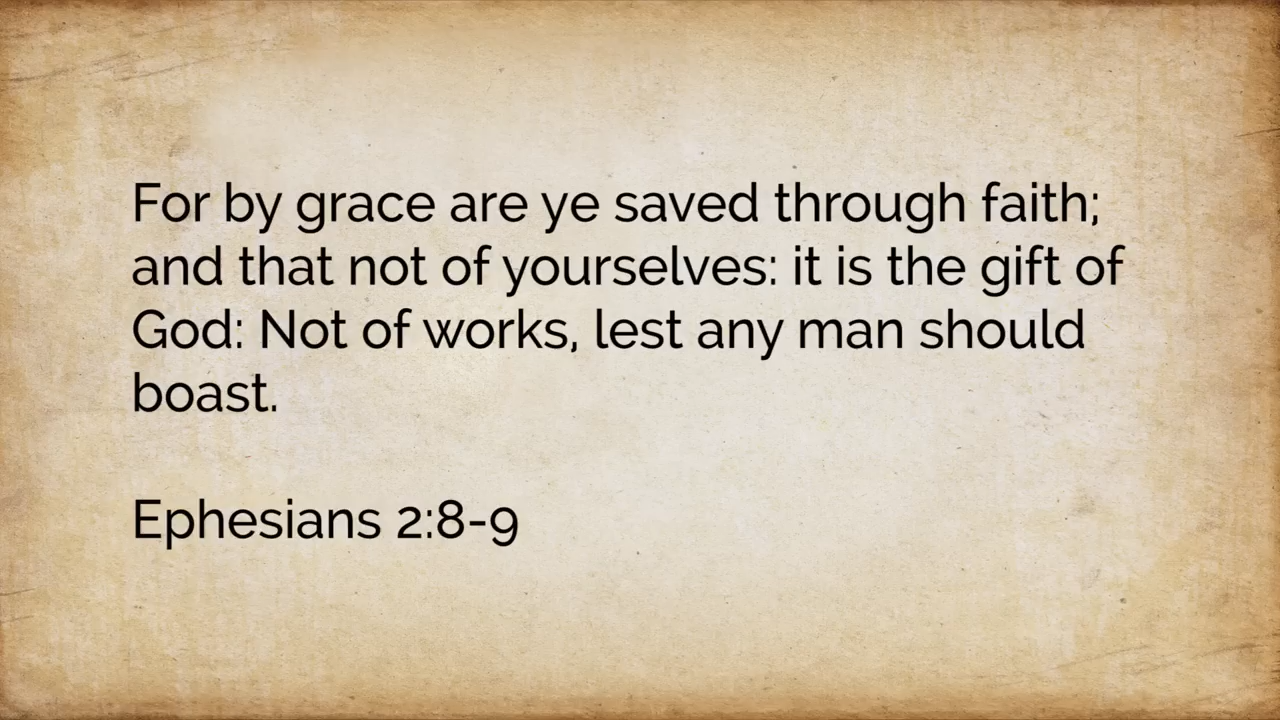 For by grace are ye saved through faith;
and that not of yourselves: it is the gift of
God: Not of works, lest any man should
boast.
Ephesians 2:8-9